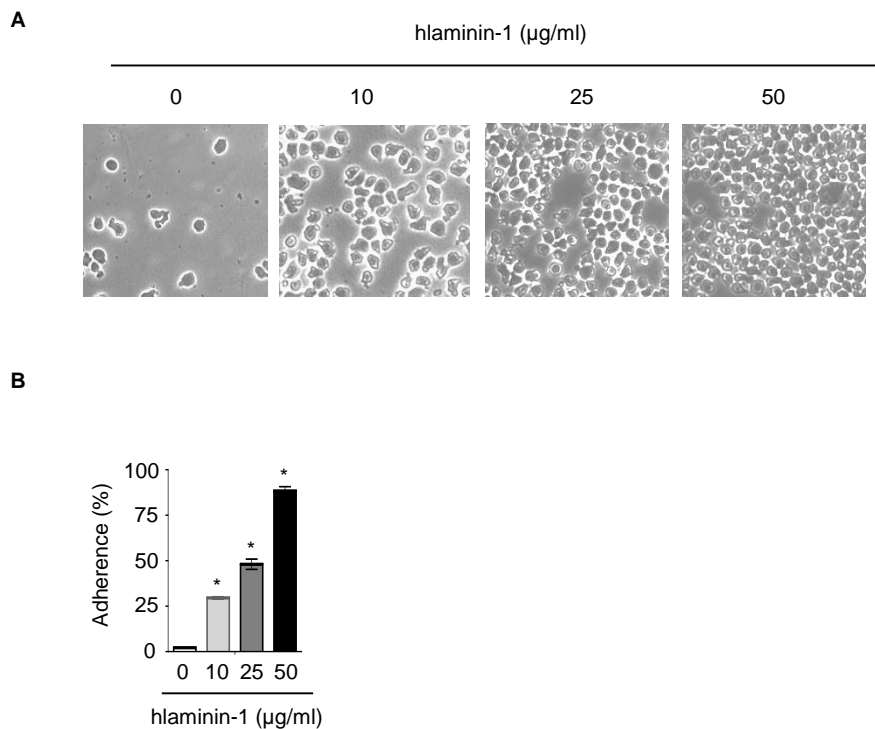 A
hlaminin-1 (µg/ml)
0 10 25 50
B
100
75
50
25
0
Adherence (%)
* * *
0 10 25 50
hlaminin-1 (µg/ml)